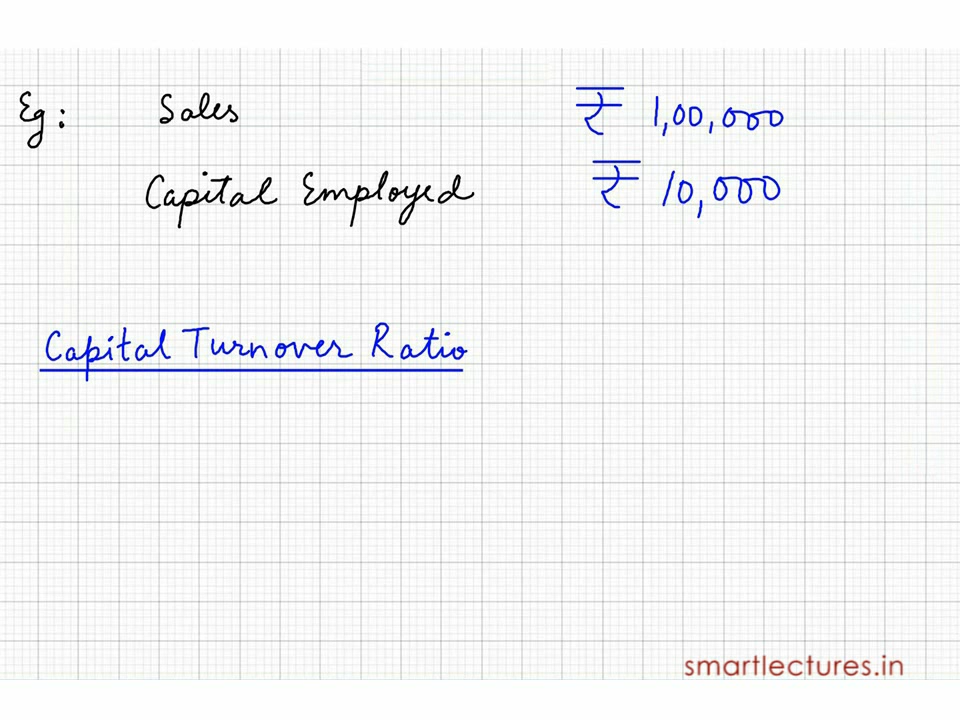 Eg: Sales ₹ 1,00,000
Capital Employed ₹ 10,000
Capital Turnover Ratio
smartlectures.in